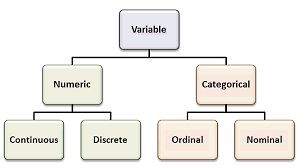 Variable
Numeric
Categorical
Continuous
Discrete
Ordinal
Nominal